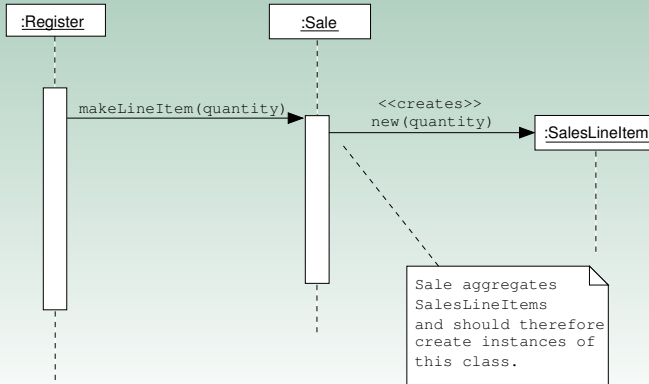 :Register
:Sale
makeLineItem(quantity)
<<creates>>
new(quantity)
:SalesLineItem
Sale aggregates
SalesLineItems
and should therefore
create instances of
this class.